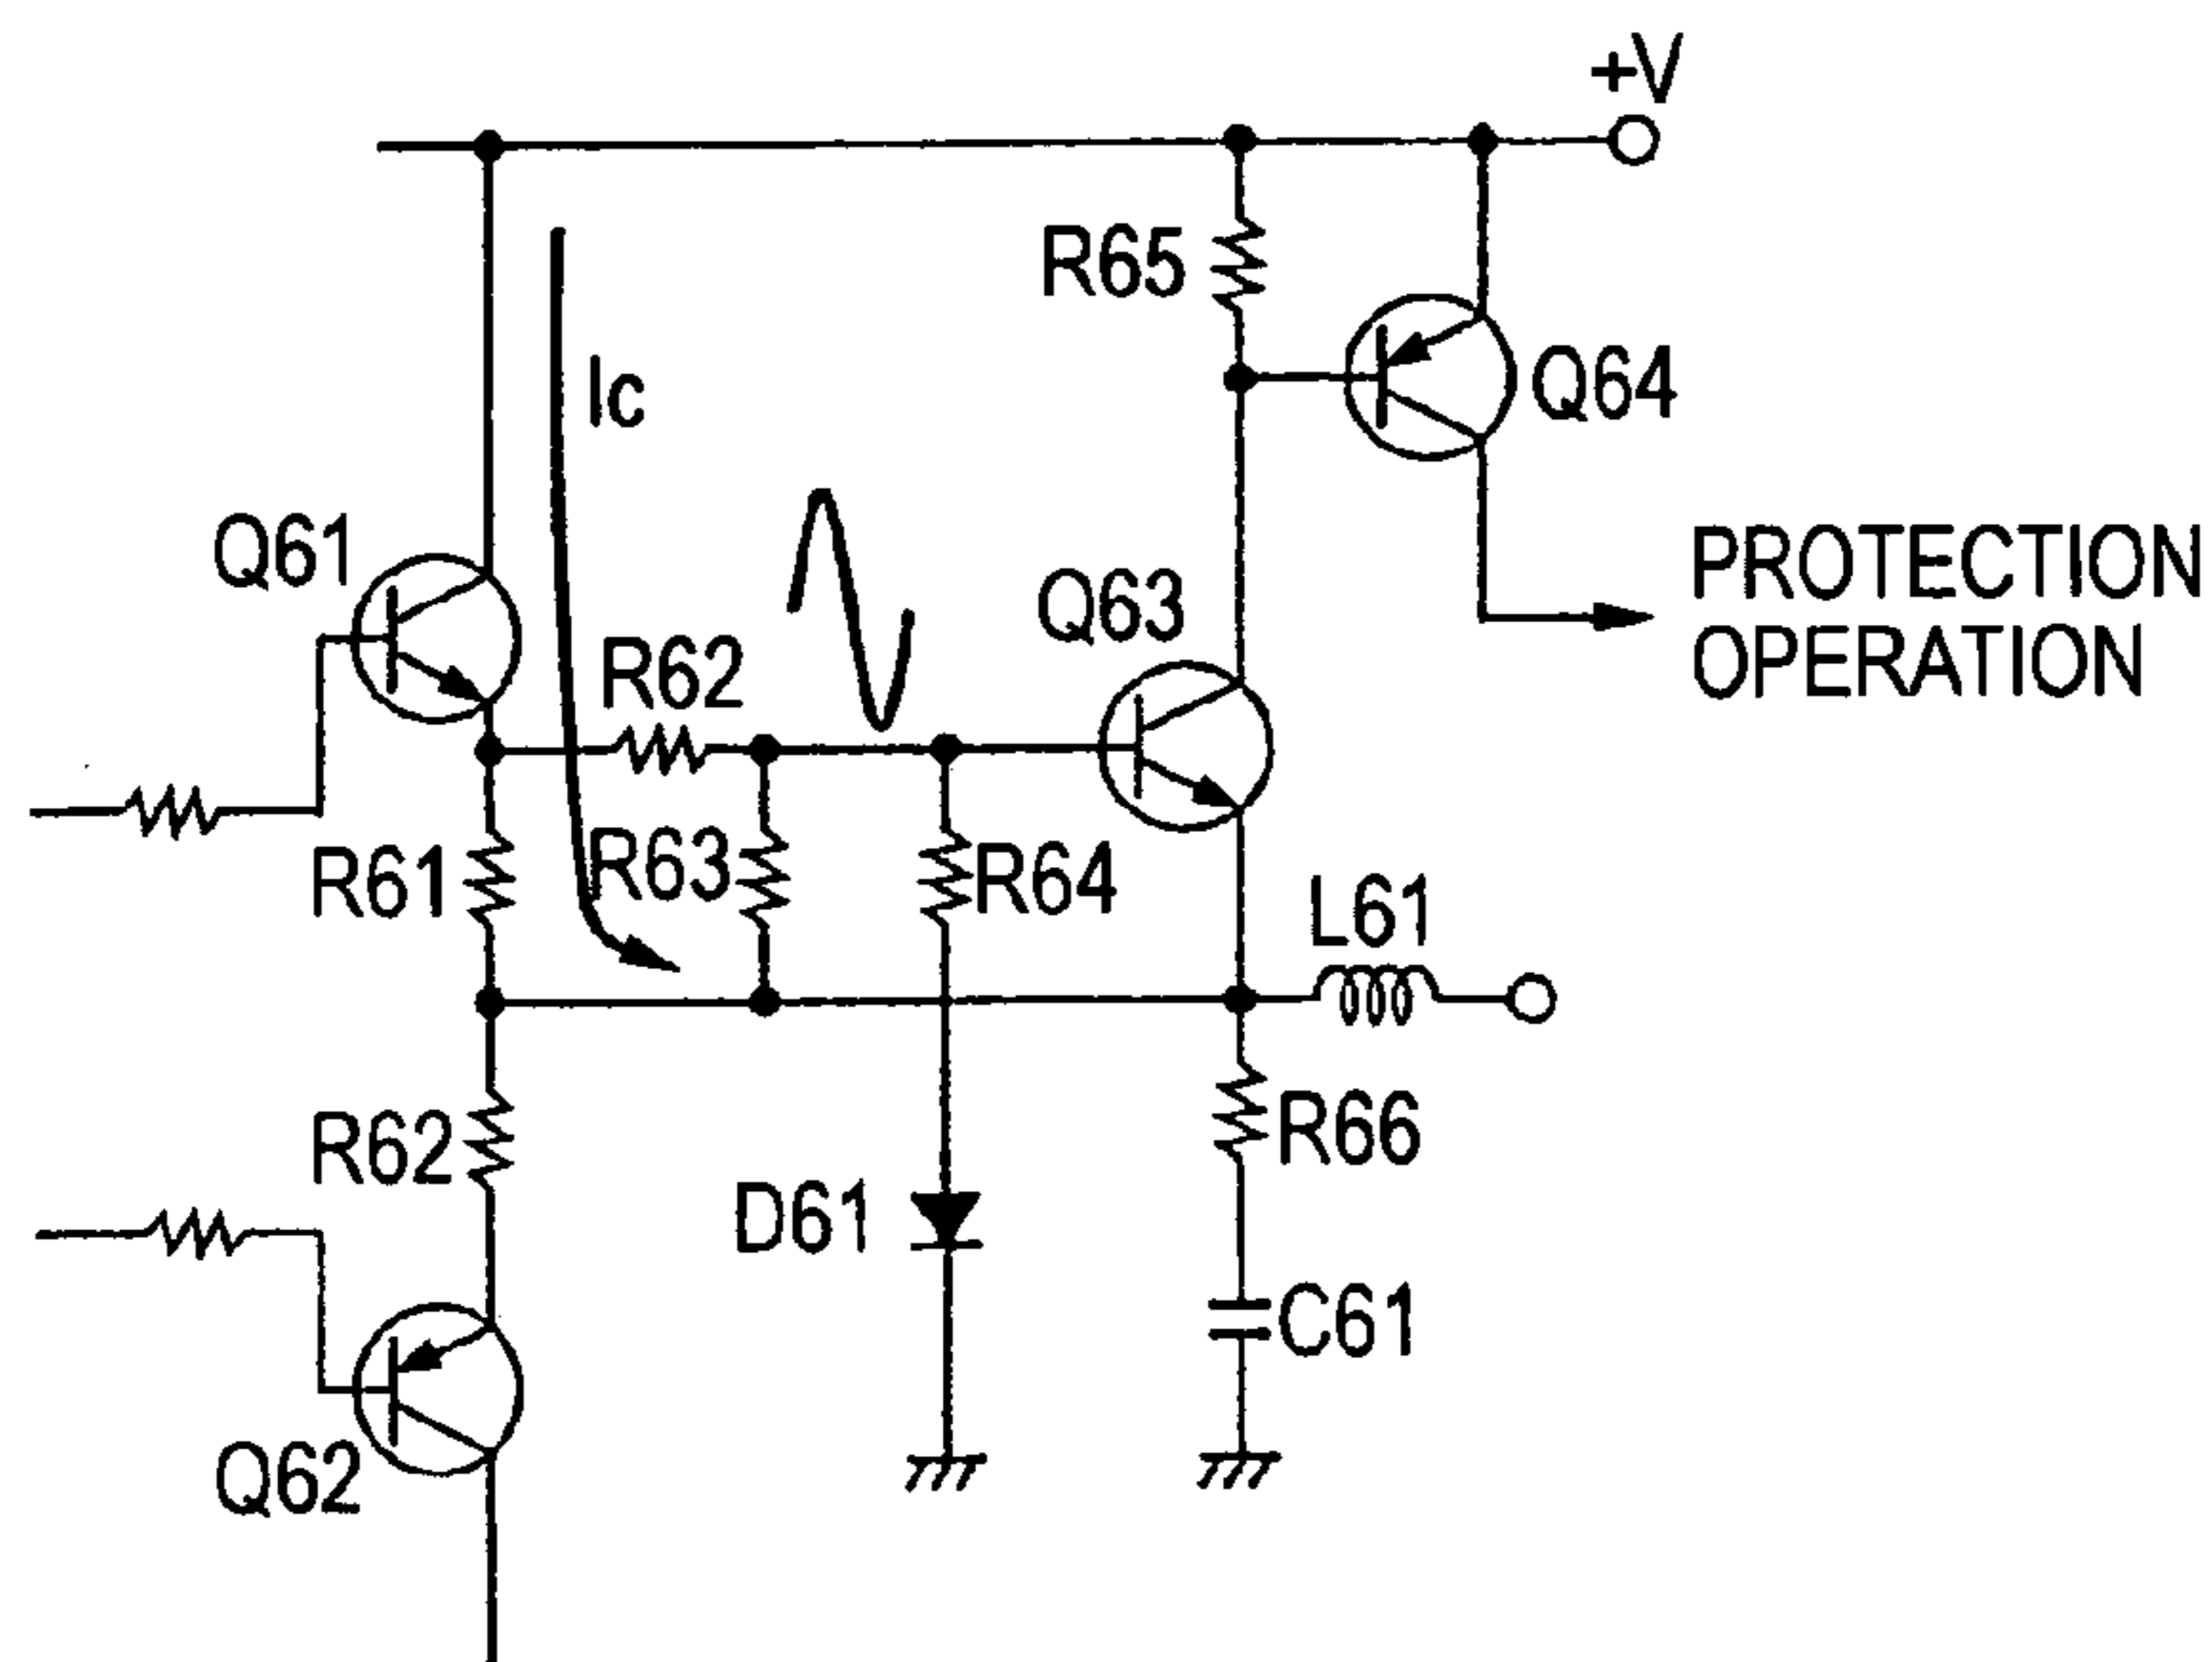 +V
R65
Ic
Q64
Q61
PROTECTION
OPERATION
Q63
R62
R61
R63
R64
L61
R62
R66
D61
C61
Q62